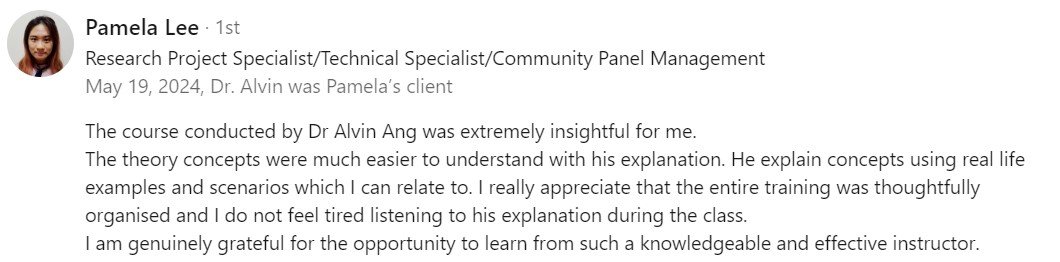 Pamela Lee · 1st
Research Project Specialist/Technical Specialist/Community Panel Management
May 19, 2024, Dr. Alvin was Pamela’s client
The course conducted by Dr Alvin Ang was extremely insightful for me.
The theory concepts were much easier to understand with his explanation. He explain concepts using real life
examples and scenarios which I can relate to. I really appreciate that the entire training was thoughtfully
organised and I do not feel tired listening to his explanation during the class.
I am genuinely grateful for the opportunity to learn from such a knowledgeable and effective instructor.